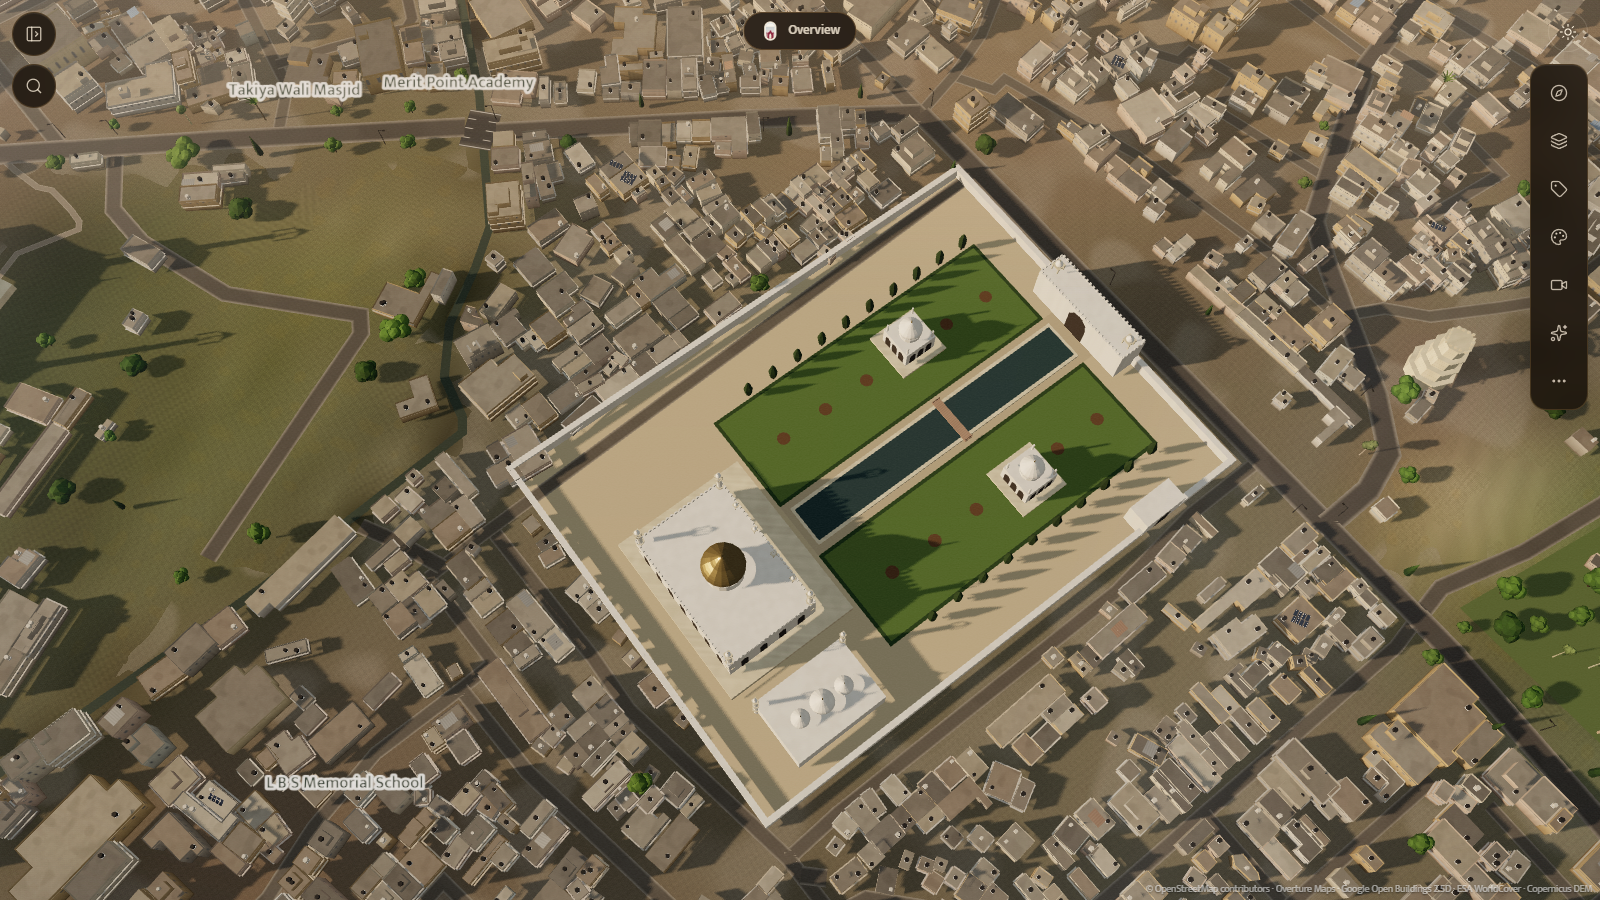 Overview
Takiya Wali Masjid
Merit Point Academy
L B S Memorial School
© OpenStreetMap contributors · Overture Maps · Google Open Buildings 2.5D · ESA WorldCover · Copernicus DEM